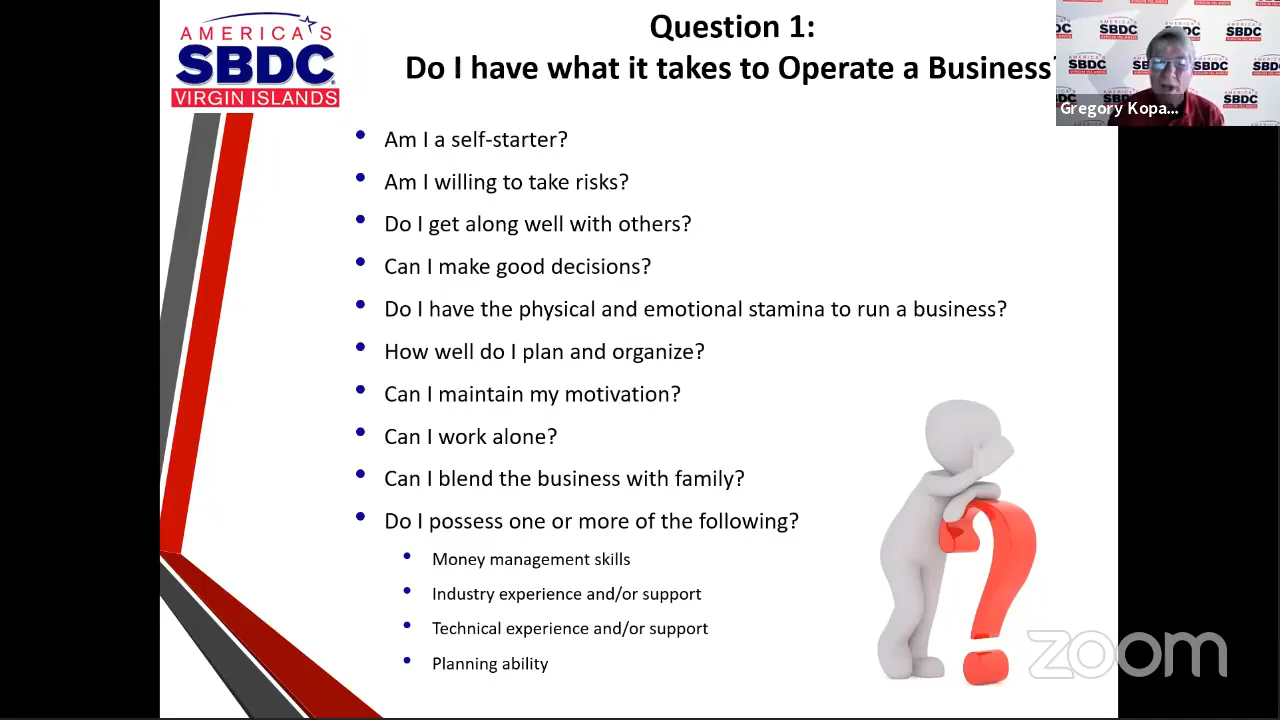 AMERICA'S
SBDC
VIRGIN ISLANDS
Question 1:
Do I have what it takes to Operate a Business?
Gregory Kopa...
Am I a self-starter?
Am I willing to take risks?
Do I get along well with others?
Can I make good decisions?
Do I have the physical and emotional stamina to run a business?
How well do I plan and organize?
Can I maintain my motivation?
Can I work alone?
Can I blend the business with family?
Do I possess one or more of the following?
Money management skills
Industry experience and/or support
Technical experience and/or support
Planning ability
zoom